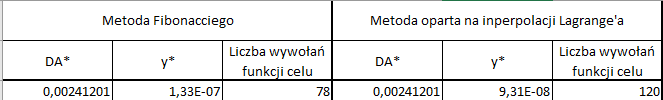 Metoda Fibonacciego Metoda oparta na inperpolacji Lagrange'a
DA* y* Liczba wywołań funkcji celu DA* y* Liczba wywołań funkcji celu
0,00241201 1,33E-07 78 0,00241201 9,31E-08 120